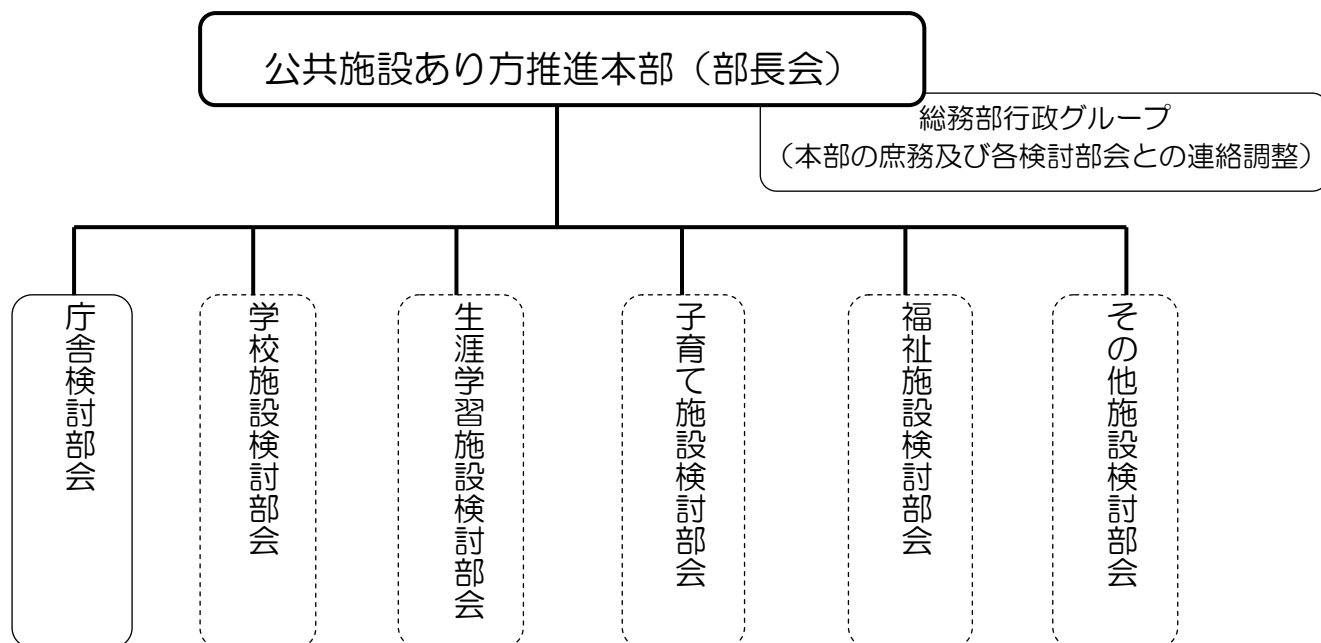 公共施設あり方推進本部（部長会）
総務部行政グループ
（本部の庶務及び各検討部会との連絡調整）
庁舎検討部会
学校施設検討部会
生涯学習施設検討部会
子育て施設検討部会
福祉施設検討部会
その他施設検討部会